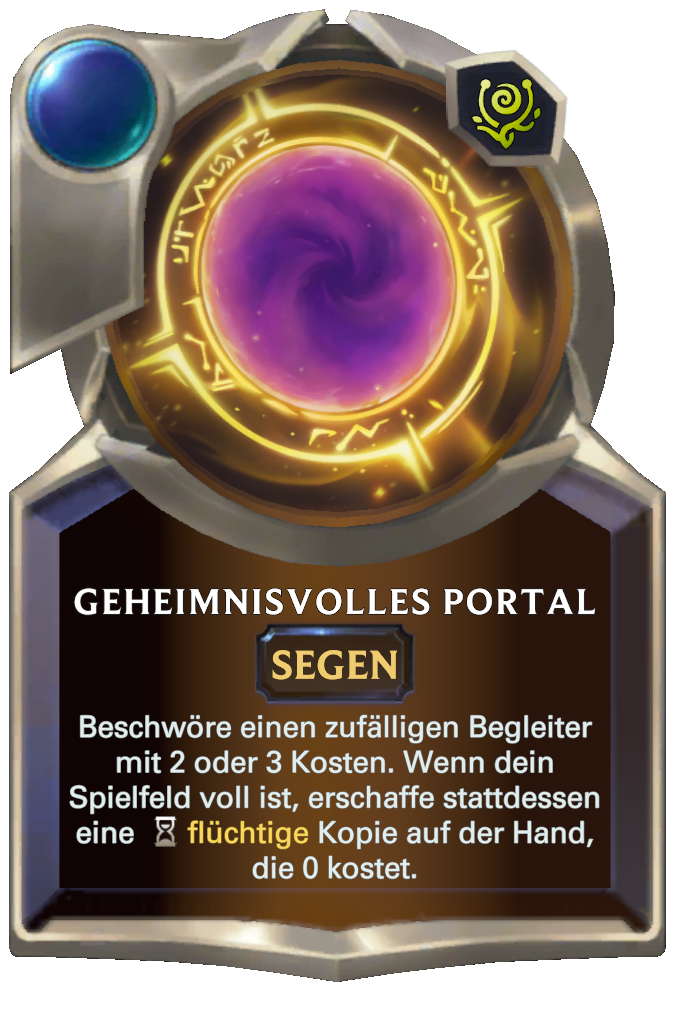 GEHEIMNISVOLLES PORTAL
SEGEN
Beschwöre einen zufälligen Begleiter
mit 2 oder 3 Kosten. Wenn dein
Spielfeld voll ist, erschaffe stattdessen
eine flüchtige Kopie auf der Hand,
die 0 kostet.